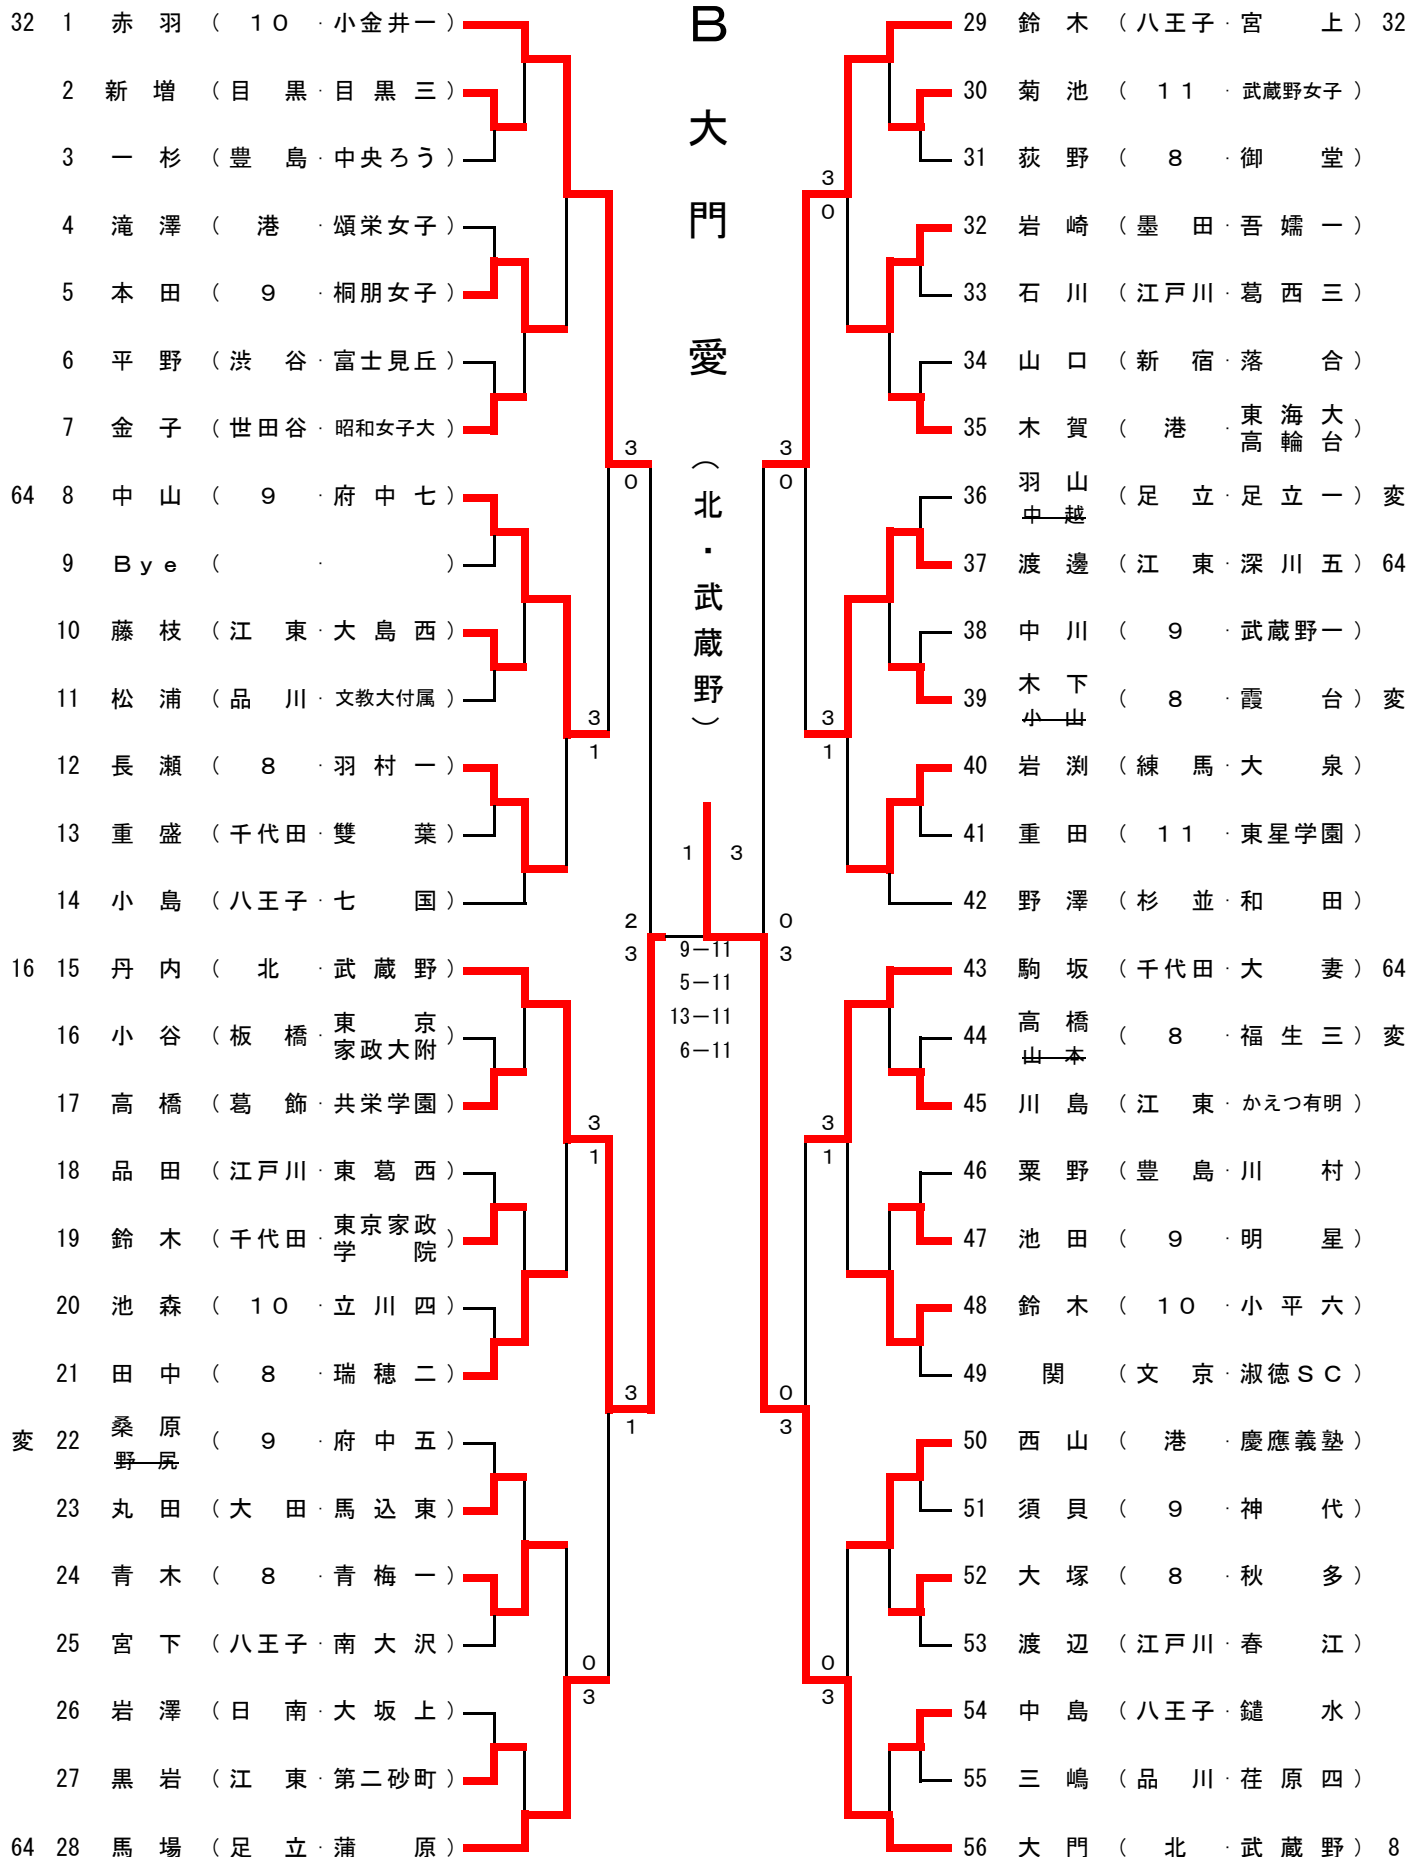 B 大門 愛 （北・武蔵野）
32 1 赤羽 （ 10 ・ 小金井一 ）
2 新増 （ 目黒 ・ 目黒三 ）
3 一杉 （ 豊島 ・ 中央ろう ）
4 滝澤 （ 港 ・ 頌栄女子 ）
5 本田 （ 9 ・ 桐朋女子 ）
6 平野 （ 渋谷 ・ 富士見丘 ）
7 金子 （ 世田谷 ・ 昭和女子大 ）
64 8 中山 （ 9 ・ 府中七 ）
9 Bye （ ・ ）
10 藤枝 （ 江東 ・ 大島西 ）
11 松浦 （ 品川 ・ 文教大付属 ）
12 長瀬 （ 8 ・ 羽村一 ）
13 重盛 （ 千代田 ・ 雙葉 ）
14 小島 （ 八王子 ・ 七国 ）
16 15 丹内 （ 北 ・ 武蔵野 ）
16 小谷 （ 板橋 ・ 東京家政大附 ）
17 高橋 （ 葛飾 ・ 共栄学園 ）
18 品田 （ 江戸川 ・ 東葛西 ）
19 鈴木 （ 千代田 ・ 東京家政学院 ）
20 池森 （ 10 ・ 立川四 ）
21 田中 （ 8 ・ 瑞穂二 ）
変 22 桑原 野尻 （ 9 ・ 府中五 ）
23 丸田 （ 大田 ・ 馬込東 ）
24 青木 （ 8 ・ 青梅一 ）
25 宮下 （ 八王子 ・ 南大沢 ）
26 岩澤 （ 日南 ・ 大坂上 ）
27 黒岩 （ 江東 ・ 第二砂町 ）
64 28 馬場 （ 足立 ・ 蒲原 ）
3
0
3
1
2
3
3
1
3
1
0
3
1 3
9－11
5－11
13－11
6－11
3
0
3
0
3
1
0
3
3
1
0
3
0
3
29 鈴木 （ 八王子 ・ 宮上 ） 32
30 菊池 （ 11 ・ 武蔵野女子 ）
31 荻野 （ 8 ・ 御堂 ）
32 岩崎 （ 墨田 ・ 吾嬬一 ）
33 石川 （ 江戸川 ・ 葛西三 ）
34 山口 （ 新宿 ・ 落合 ）
35 木賀 （ 港 ・ 東海大高輪台 ）
36 羽山 中越 （ 足立 ・ 足立一 ） 変
37 渡邊 （ 江東 ・ 深川五 ） 64
38 中川 （ 9 ・ 武蔵野一 ）
39 木下 小山 （ 8 ・ 霞台 ） 変
40 岩渕 （ 練馬 ・ 大泉 ）
41 重田 （ 11 ・ 東星学園 ）
42 野澤 （ 杉並 ・ 和田 ）
43 駒坂 （ 千代田 ・ 大妻 ） 64
44 高橋 山本 （ 8 ・ 福生三 ） 変
45 川島 （ 江東 ・ かえつ有明 ）
46 粟野 （ 豊島 ・ 川村 ）
47 池田 （ 9 ・ 明星 ）
48 鈴木 （ 10 ・ 小平六 ）
49 関 （ 文京 ・ 淑徳SC ）
50 西山 （ 港 ・ 慶應義塾 ）
51 須貝 （ 9 ・ 神代 ）
52 大塚 （ 8 ・ 秋多 ）
53 渡辺 （ 江戸川 ・ 春江 ）
54 中島 （ 八王子 ・ 鑓水 ）
55 三嶋 （ 品川 ・ 荏原四 ）
56 大門 （ 北 ・ 武蔵野 ） 8